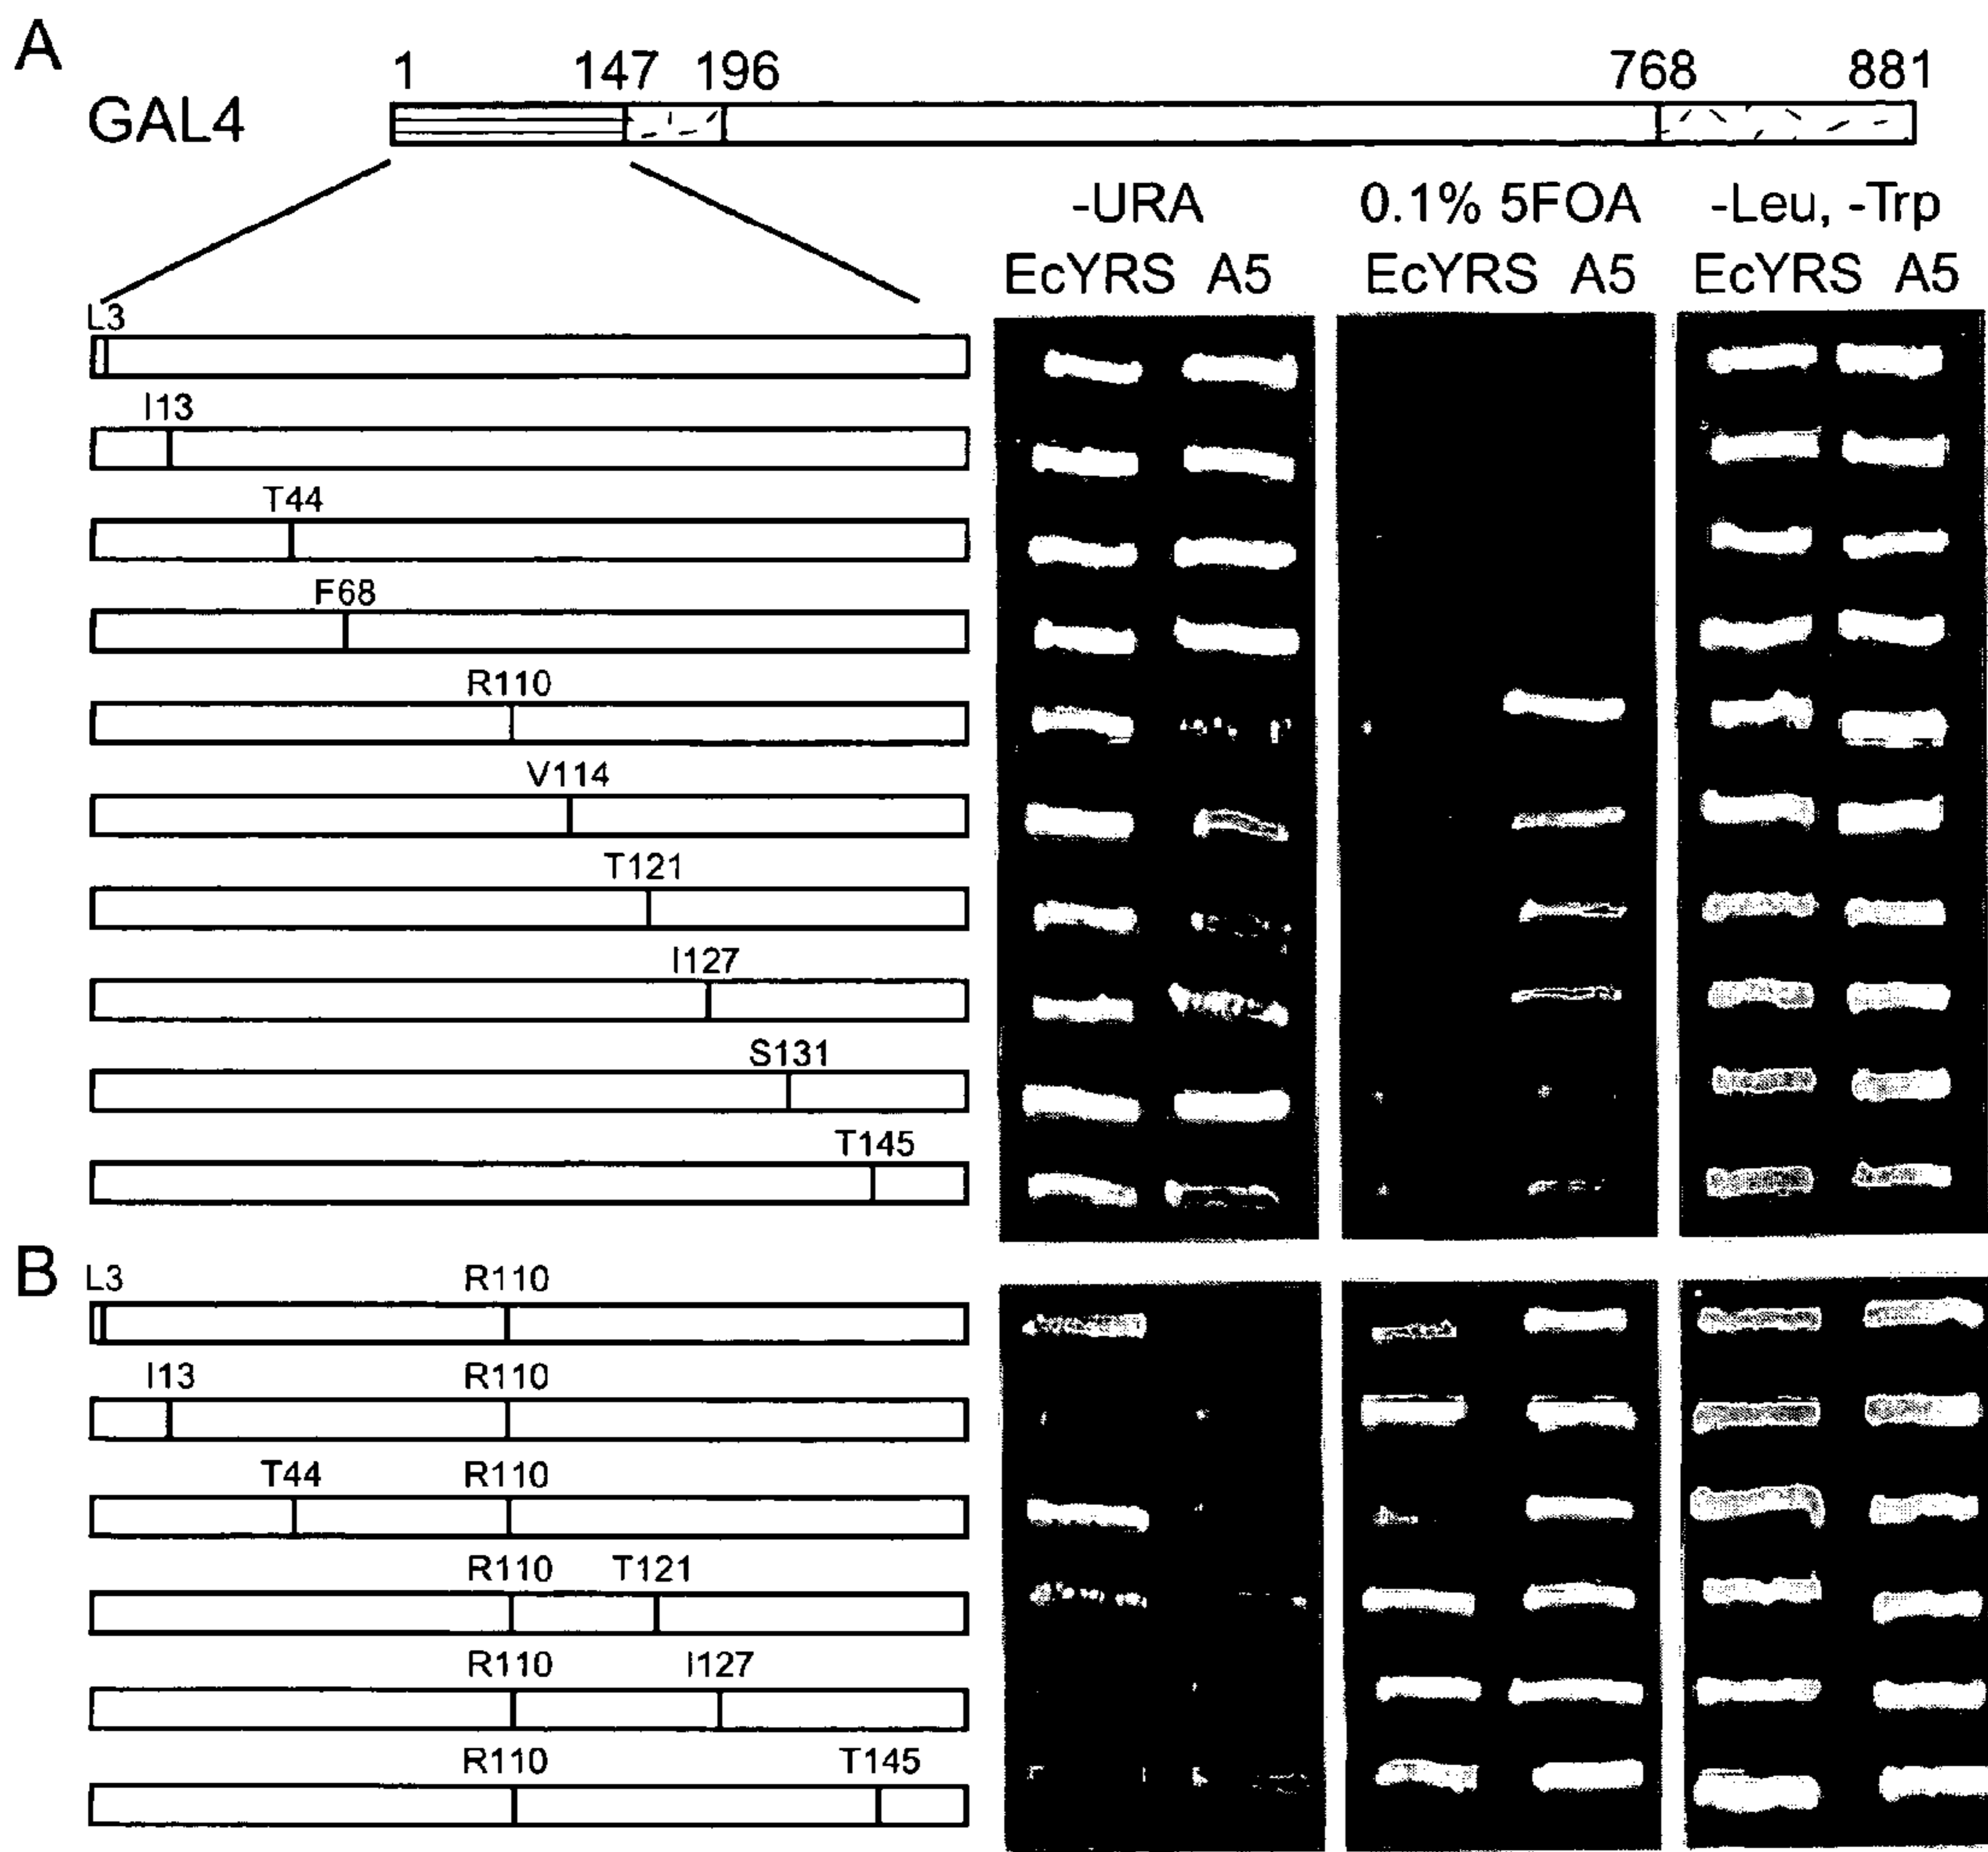 A
1 147 196 768 881
GAL4
-URA 0.1% 5FOA -Leu, -Trp
EcYRS A5 EcYRS A5 EcYRS A5
L3
I13
T44
F68
R110
V114
T121
I127
S131
T145
B
L3 R110
I13 R110
T44 R110
R110 T121
R110 I127
R110 T145